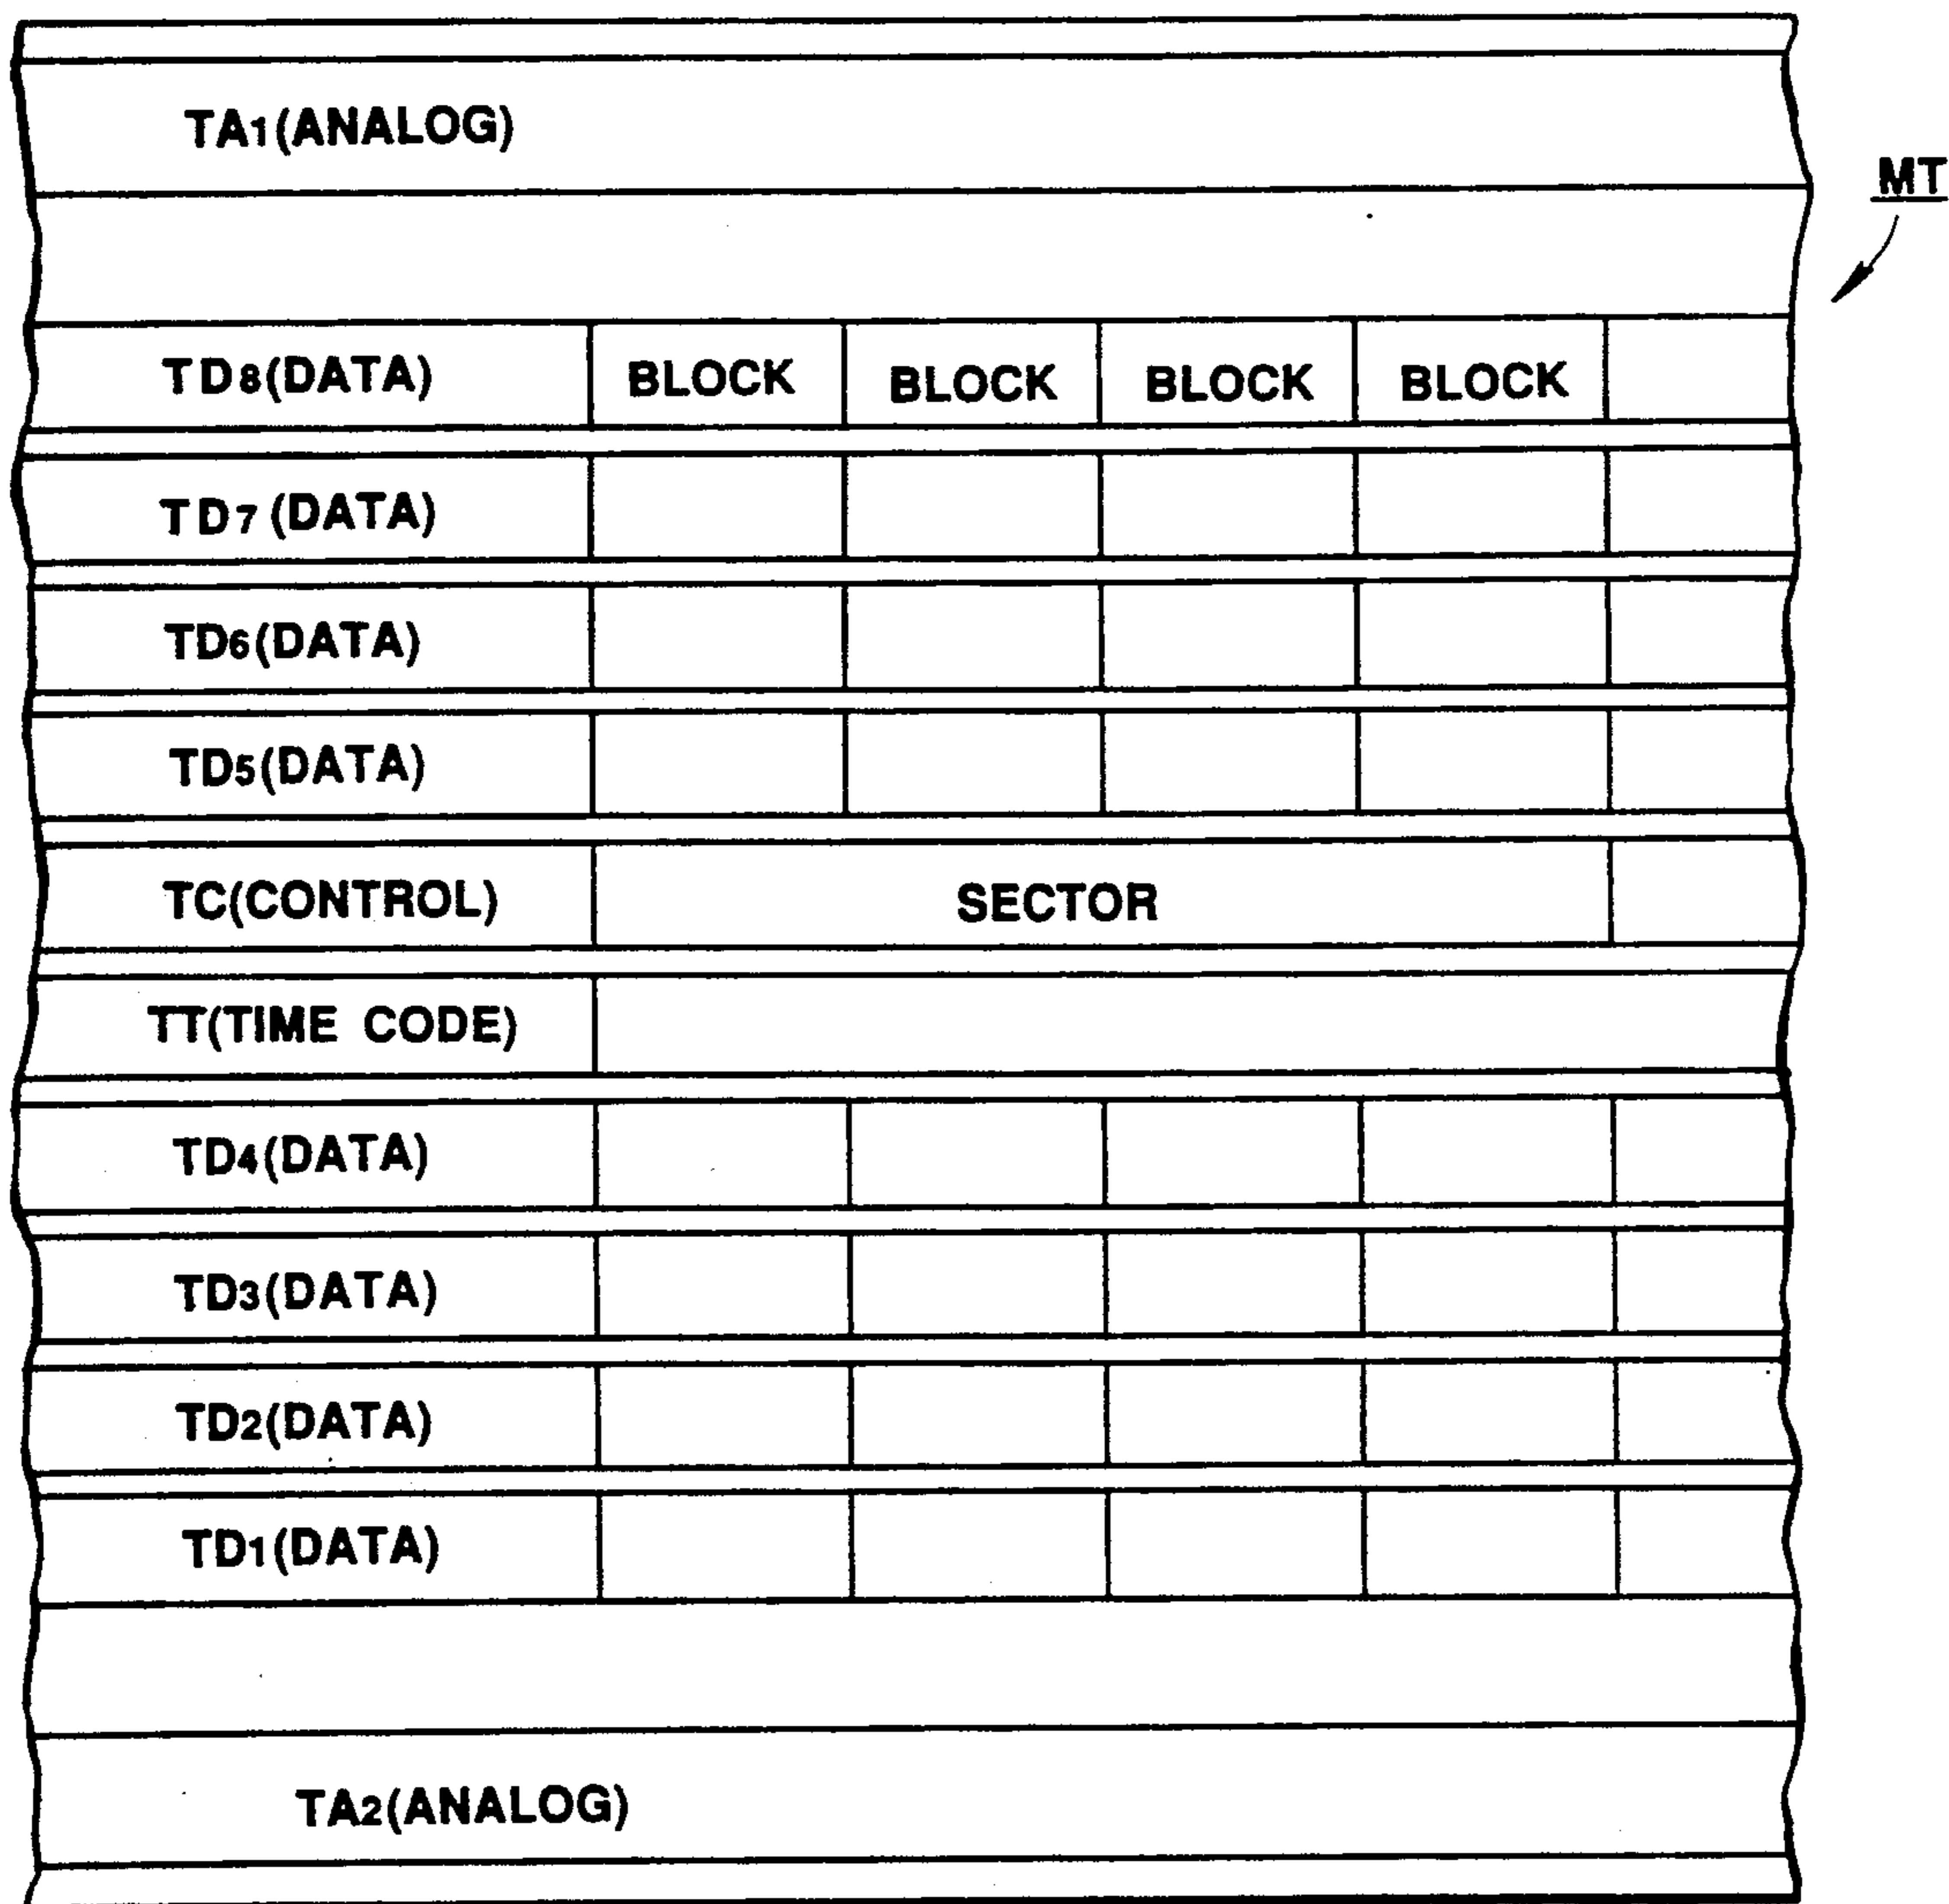 TA1(ANALOG)
MT
TD8(DATA) BLOCK BLOCK BLOCK BLOCK
TD7(DATA)
TD6(DATA)
TD5(DATA)
TC(CONTROL) SECTOR
TT(TIME CODE)
TD4(DATA)
TD3(DATA)
TD2(DATA)
TD1(DATA)
TA2(ANALOG)